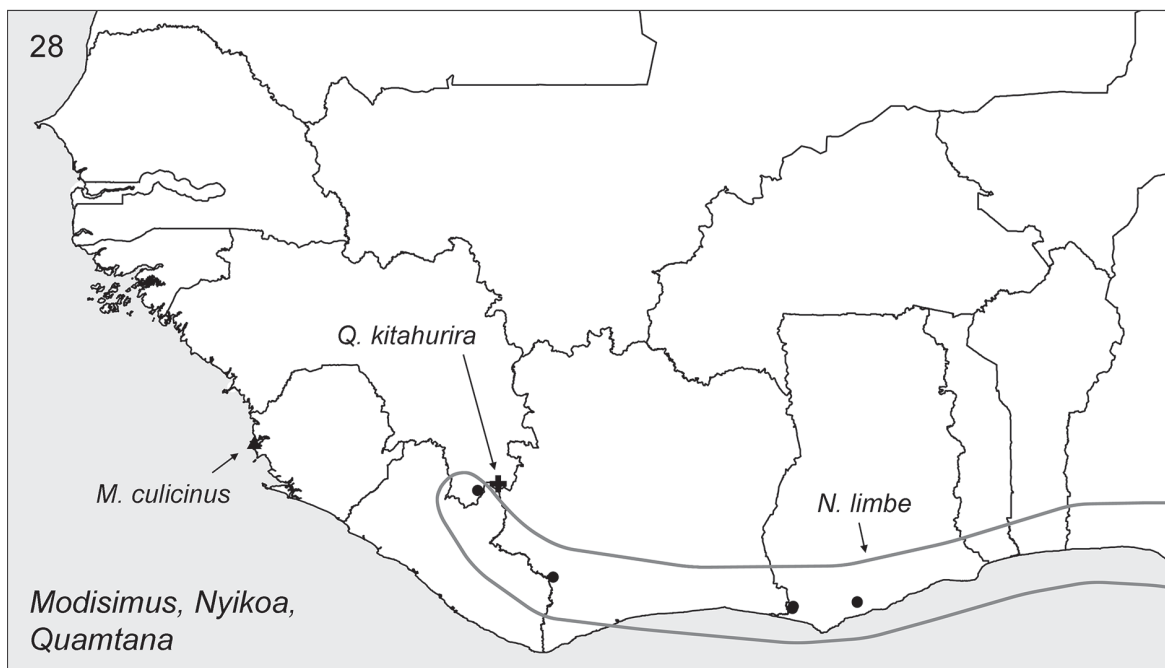 28
Q. kitahurira
M. culicinus
N. limbe
Modisimus, Nyikoa,
Quamtana